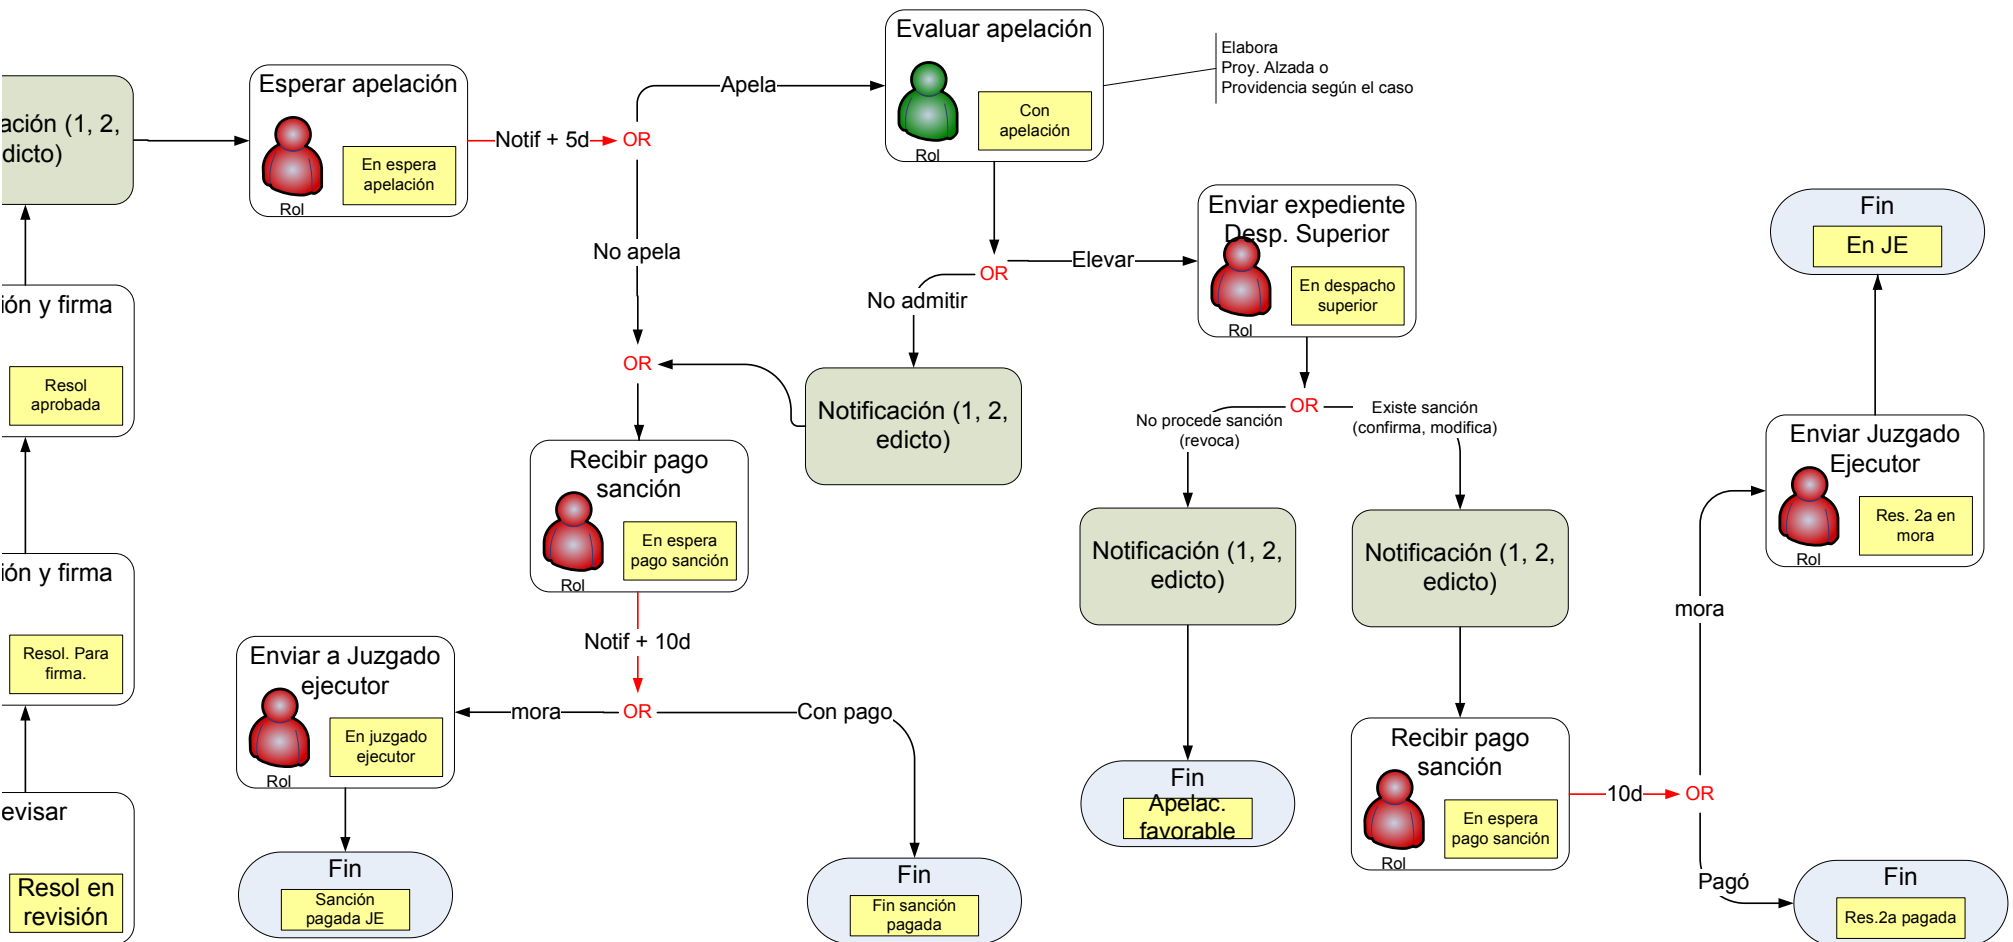 ación (1, 2,
dicto)
ión y firma
Resol
aprobada
ión y firma
Resol. Para
firma.
evisar
Resol en
revisión
Esperar apelación
En espera
apelación
Rol
Notif + 5d
OR
Apela
No apela
Evaluar apelación
Con
apelación
Rol
Elabora
Proy. Alzada o
Providencia según el caso
OR
Elevar
No admitir
Enviar expediente
Desp. Superior
En despacho
superior
Rol
OR
Notificación (1, 2,
edicto)
Recibir pago
sanción
En espera
pago sanción
Rol
Notif + 10d
OR
mora
Con pago
Enviar a Juzgado
ejecutor
En juzgado
ejecutor
Rol
Fin
Sanción
pagada JE
Fin
Fin sanción
pagada
OR
No procede sanción
(revoca)
Existe sanción
(confirma, modifica)
Notificación (1, 2,
edicto)
Notificación (1, 2,
edicto)
Fin
Apelac.
favorable
Recibir pago
sanción
En espera
pago sanción
Rol
10d
OR
mora
Pagó
Enviar Juzgado
Ejecutor
Res. 2a en
mora
Rol
Fin
En JE
Fin
Res.2a pagada